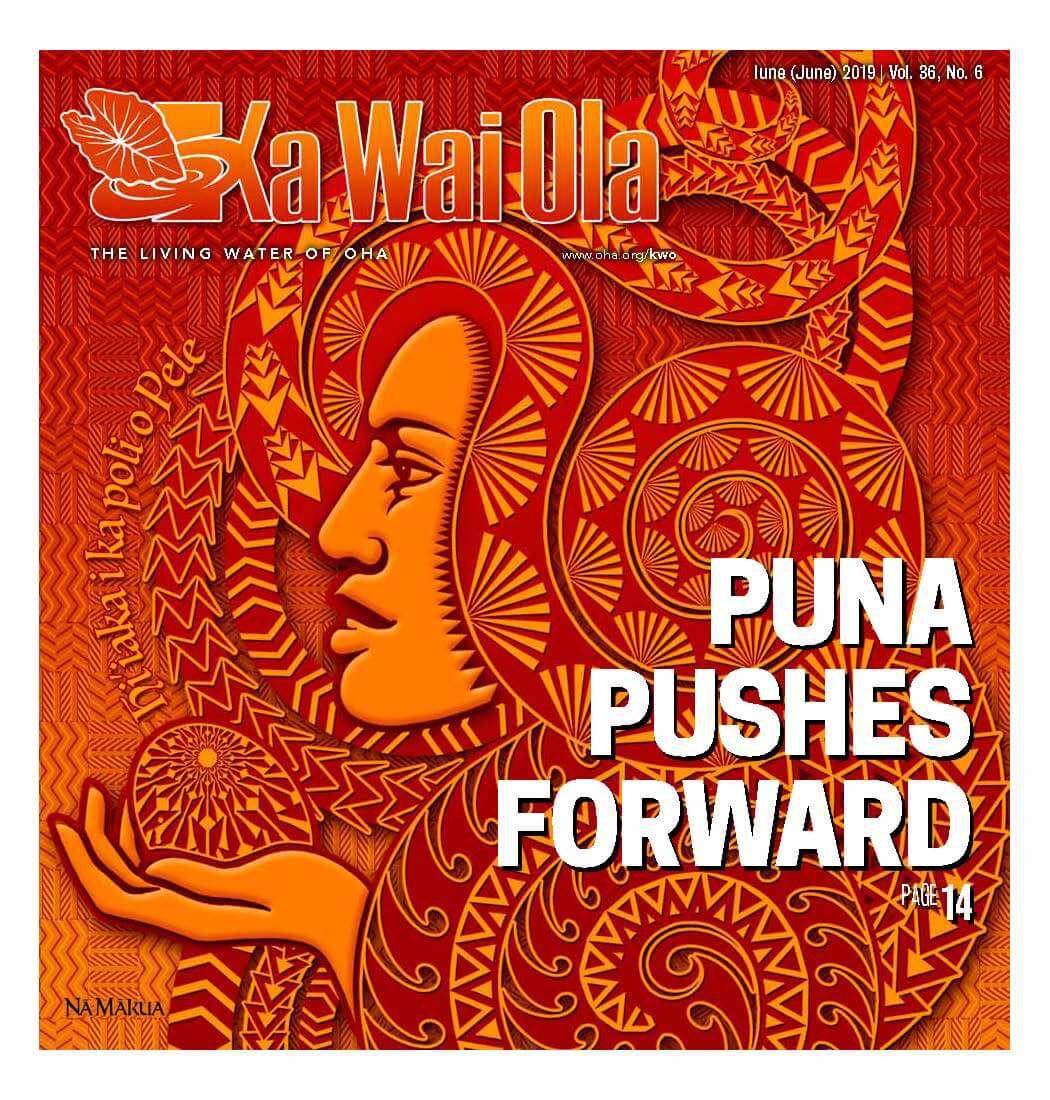 Iune (June) 2019 | Vol. 36, No. 6
Ka Wai Ola
THE LIVING WATER OF OHA
www.oha.org/kwo
hiʻiaka i ka poli o Pele
PUNA
PUSHES
FORWARD
PAGE 14
NĀ MĀKUA